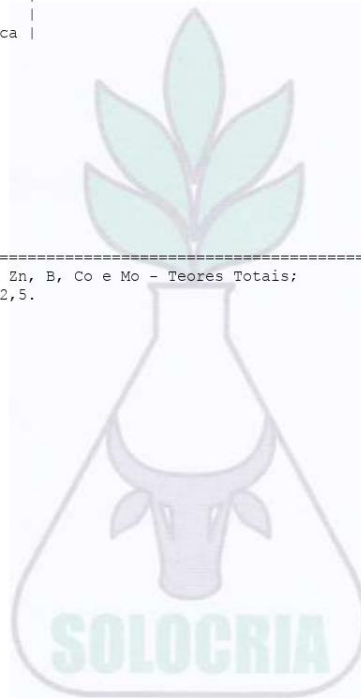 |
ca |
========================================
Zn, B, Co e Mo - Teores Totais;
2,5.
SOLOCRIA